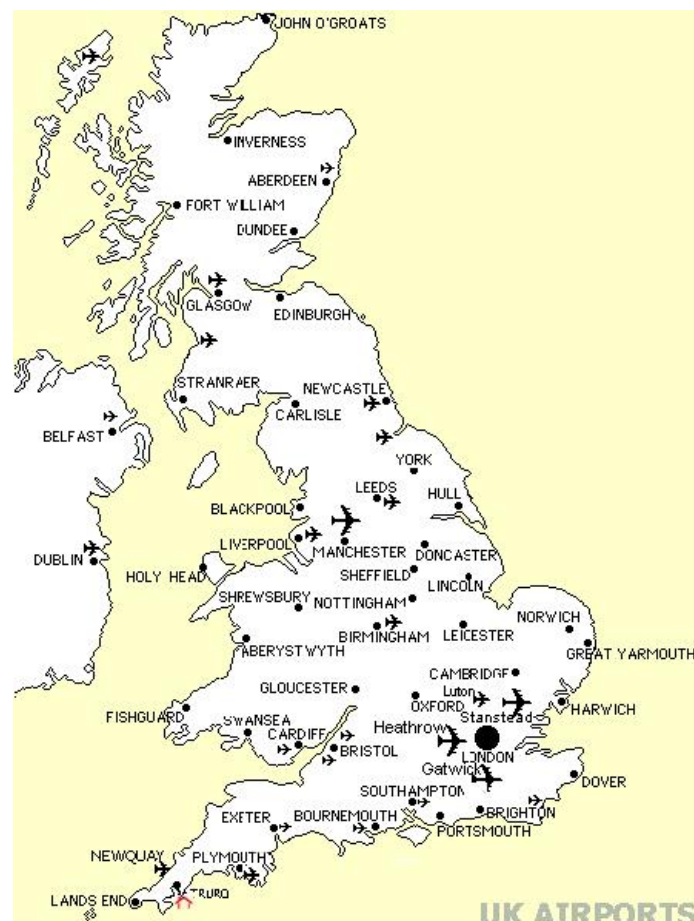 JOHN O'GROATS
INVERNESS
ABERDEEN
FORT WILLIAM
DUNDEE
GLASGOW
EDINBURGH
STRANRAER
NEWCASTLE
CARLISLE
BELFAST
YORK
LEEDS
HULL
BLACKPOOL
LIVERPOOL
MANCHESTER
DONCASTER
DUBLIN
HOLY HEAD
SHEFFIELD
LINCOLN
SHREWSBURY
NOTTINGHAM
NORWICH
BIRMINGHAM
LEICESTER
ABERYSTWYTH
GREAT YARMOUTH
CAMBRIDGE
GLOUCESTER
Luton
OXFORD
HARWICH
FISHGUARD
Stanstead
SWANSEA
Heathrow
CARDIFF
BRISTOL
LONDON
Gatwick
DOVER
SOUTHAMPTON
EXETER
BOURNEMOUTH
BRIGHTON
PORTSMOUTH
NEWQUAY
PLYMOUTH
TRURO
LANDS END
UK AIRPORTS